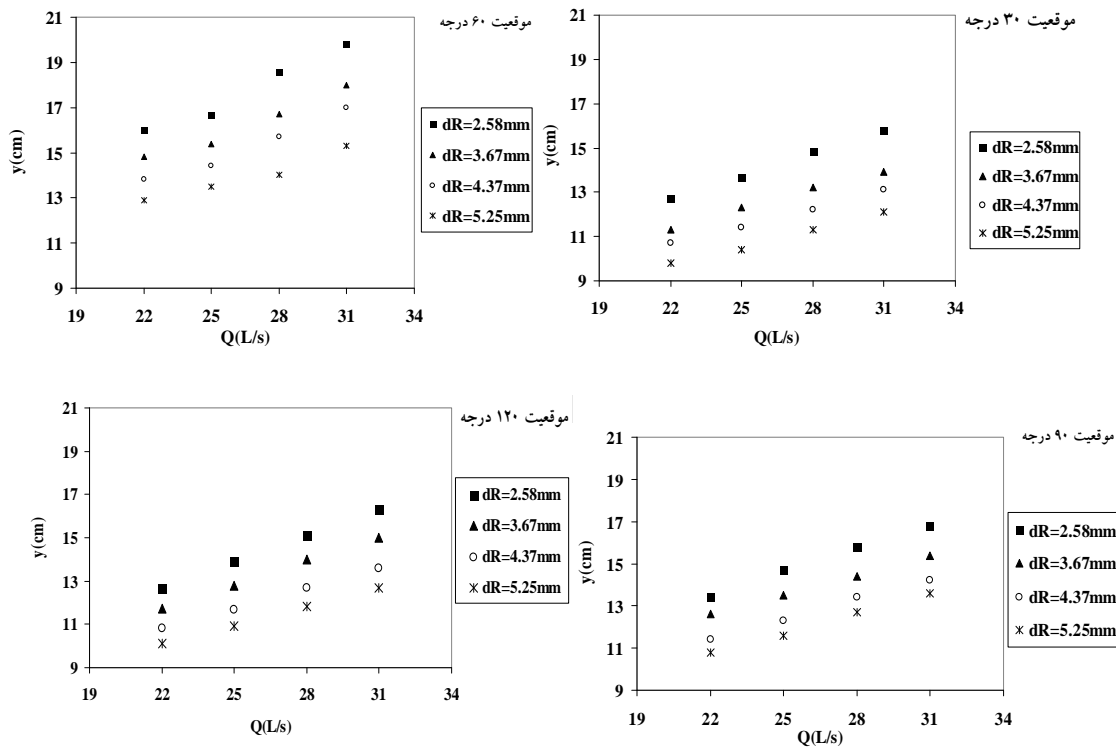 موقعیت ۶۰ درجه
21
19
17
15
13
11
9
y(cm)
19 22 25 28 31 34
Q(L/s)
dR=2.58mm
dR=3.67mm
dR=4.37mm
dR=5.25mm
موقعیت ۳۰ درجه
21
19
17
15
13
11
9
y(cm)
19 22 25 28 31 34
Q(L/s)
dR=2.58mm
dR=3.67mm
dR=4.37mm
dR=5.25mm
موقعیت ۱۲۰ درجه
21
19
17
15
13
11
9
y(cm)
19 22 25 28 31 34
Q(L/s)
dR=2.58mm
dR=3.67mm
dR=4.37mm
dR=5.25mm
موقعیت ۹۰ درجه
21
19
17
15
13
11
9
y(cm)
19 22 25 28 31 34
Q(L/s)
dR=2.58mm
dR=3.67mm
dR=4.37mm
dR=5.25mm